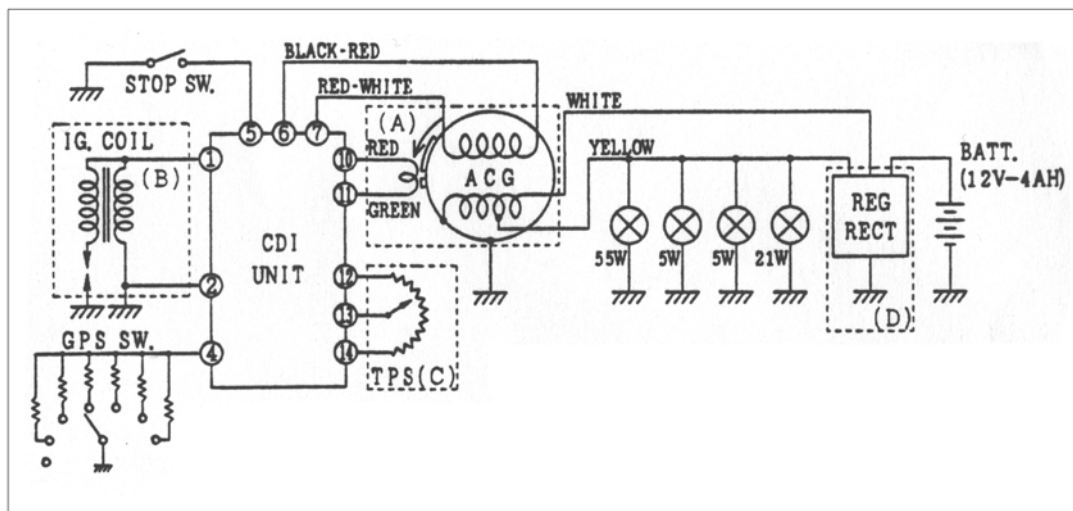 BLACK-RED
STOP SW.
RED-WHITE
WHITE
IG. COIL
(A)
(B)
RED
YELLOW
BATT.
(12V-4AH)
ACG
GREEN
REG
RECT
CDI
UNIT
55W
5W
5W
21W
GPS SW.
TPS(C)
(D)
1
2
4
5
6
7
10
11
12
13
14